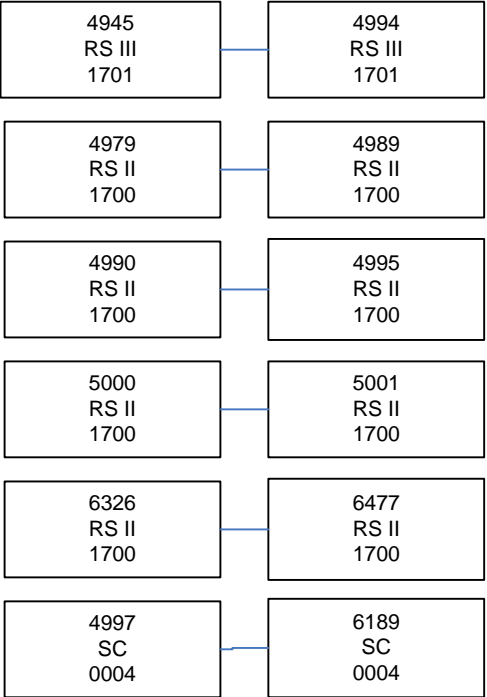 4945
RS III
1701
4994
RS III
1701
4979
RS II
1700
4989
RS II
1700
4990
RS II
1700
4995
RS II
1700
5000
RS II
1700
5001
RS II
1700
6326
RS II
1700
6477
RS II
1700
4997
SC
0004
6189
SC
0004